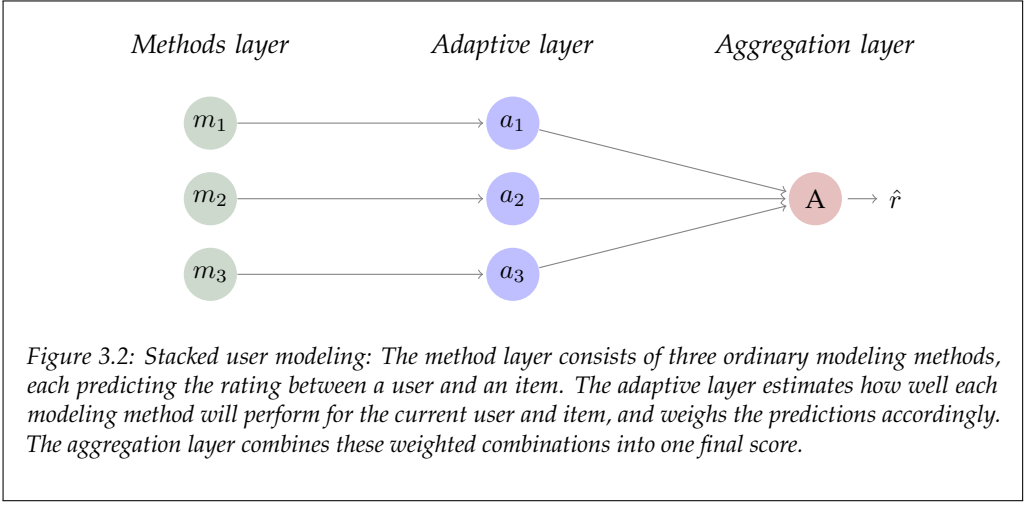 Methods layer Adaptive layer Aggregation layer
m₁ a₁
m₂ a₂ A r̂
m₃ a₃
Figure 3.2: Stacked user modeling: The method layer consists of three ordinary modeling methods,
each predicting the rating between a user and an item. The adaptive layer estimates how well each
modeling method will perform for the current user and item, and weighs the predictions accordingly.
The aggregation layer combines these weighted combinations into one final score.